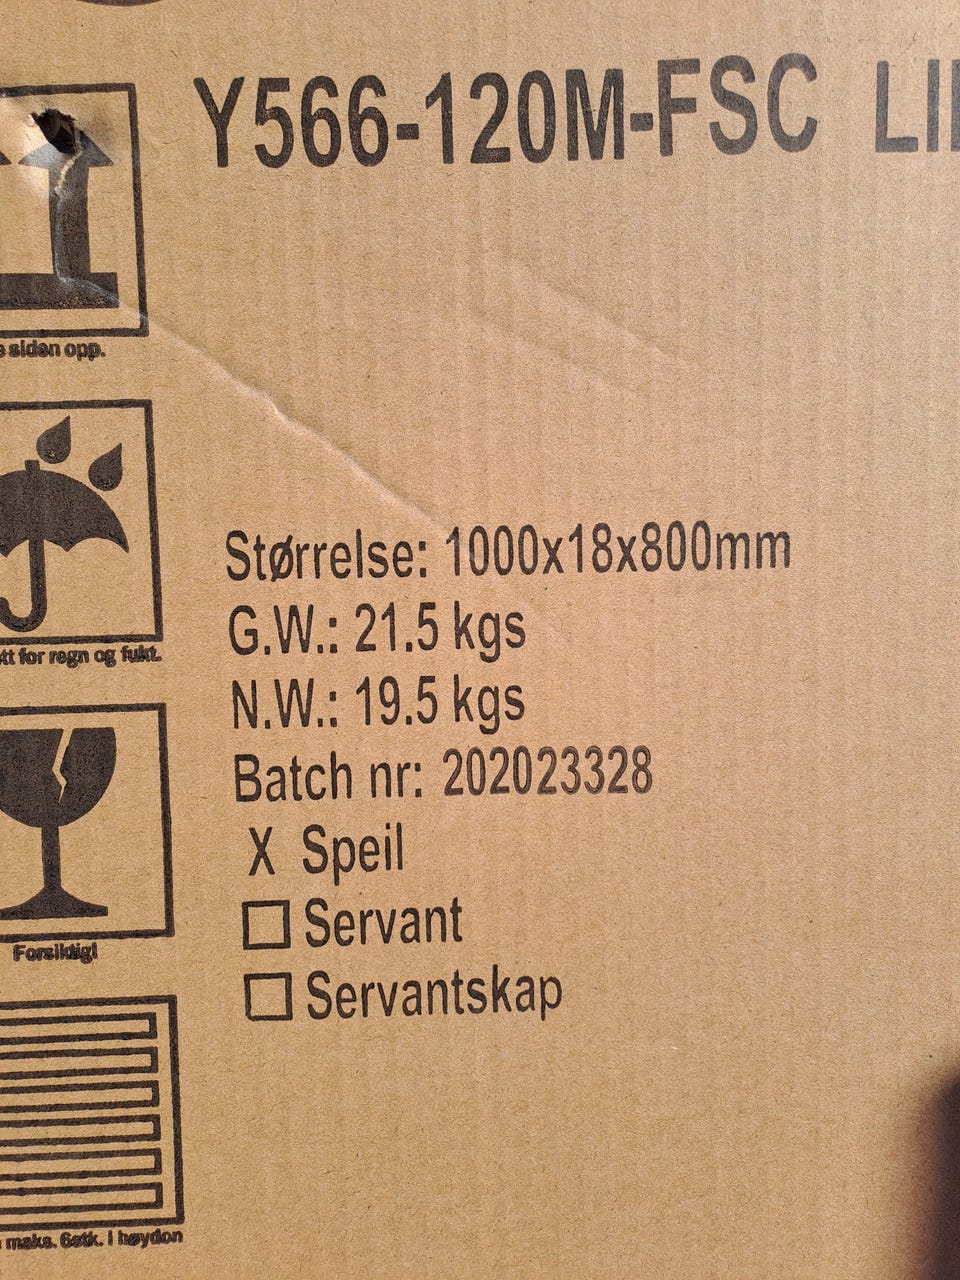 Y566-120M-FSC
siden opp.
Størrelse: 1000x18x800mm
G.W.: 21.5 kgs
for regn og fukt.
N.W.: 19.5 kgs
Batch nr: 202023328
X Speil
Servant
Forsiktig!
Servantskap
maks. 6stk. i høyden